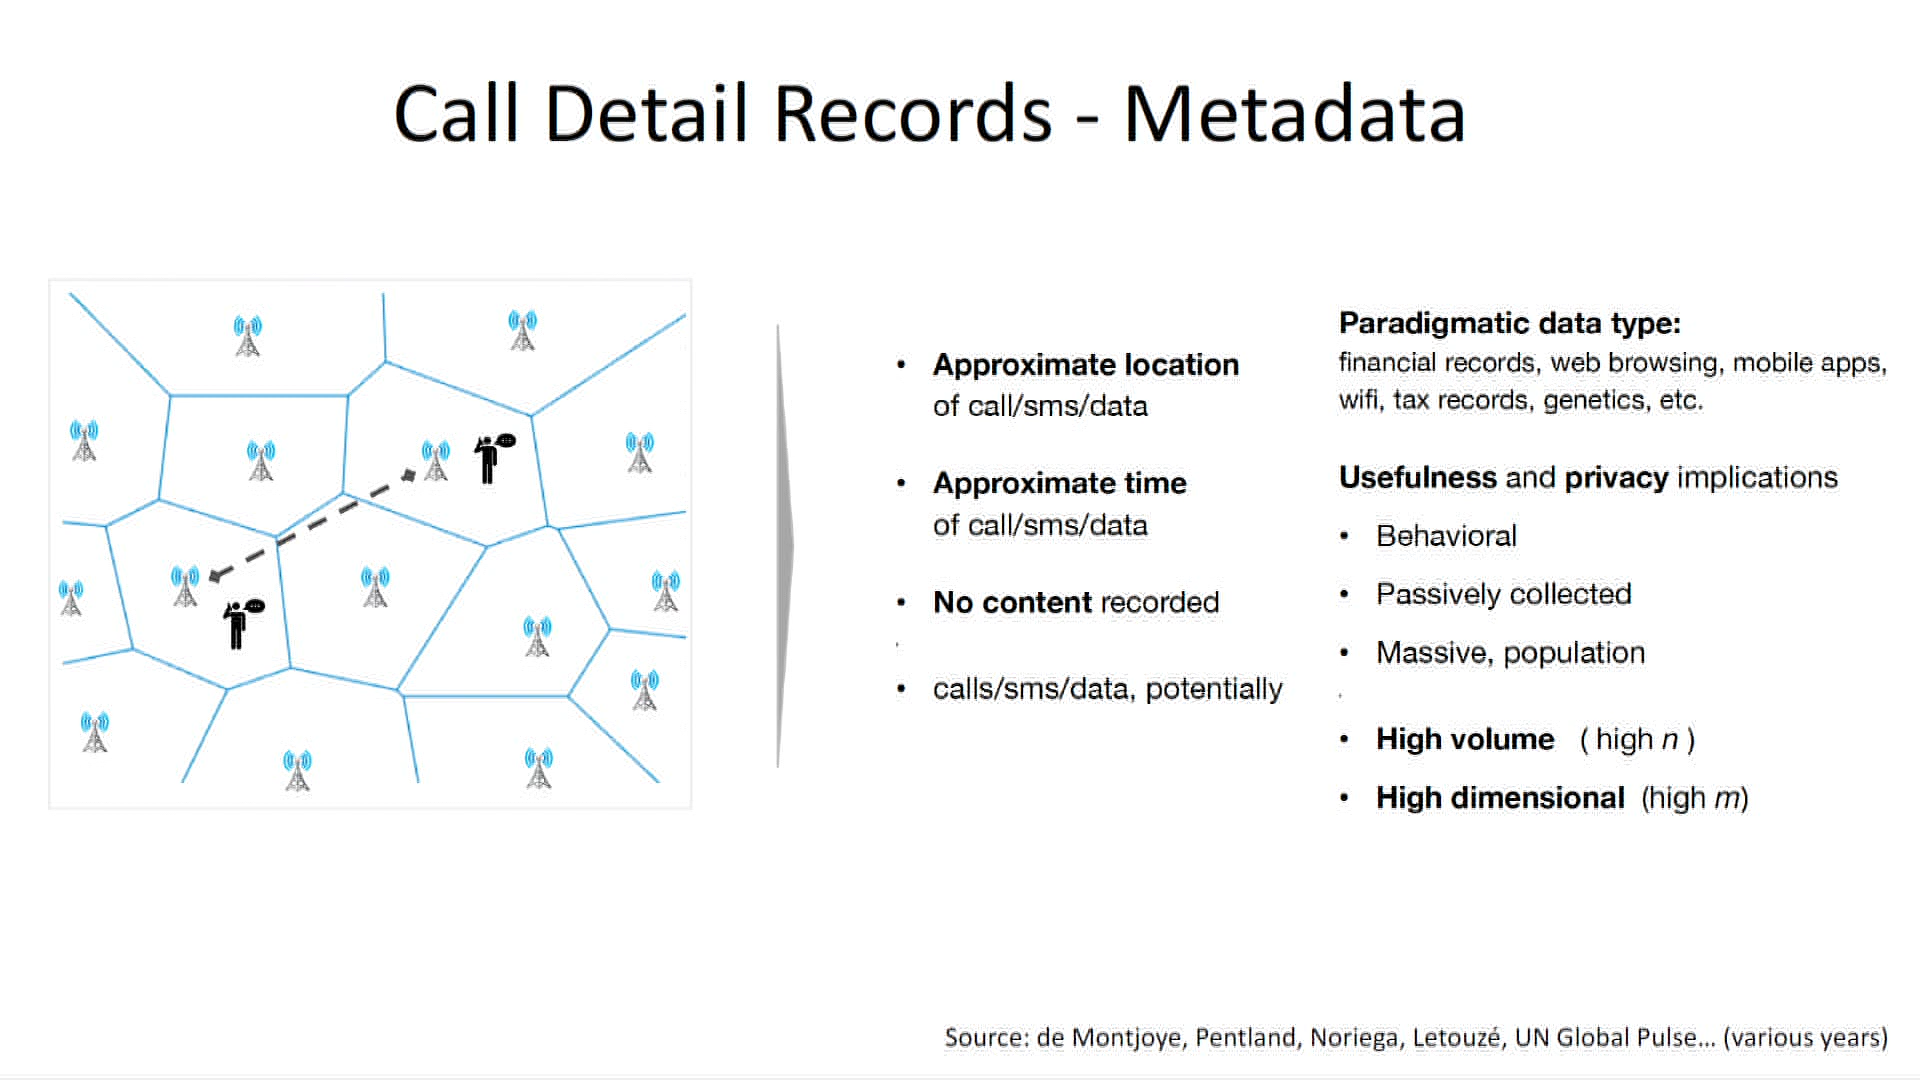 Call Detail Records - Metadata
• Approximate location
of call/sms/data
• Approximate time
of call/sms/data
• No content recorded
•
• calls/sms/data, potentially
Paradigmatic data type:
financial records, web browsing, mobile apps,
wifi, tax records, genetics, etc.
Usefulness and privacy implications
• Behavioral
• Passively collected
• Massive, population
•
• High volume ( high n )
• High dimensional (high m)
Source: de Montjoye, Pentland, Noriega, Letouzé, UN Global Pulse... (various years)